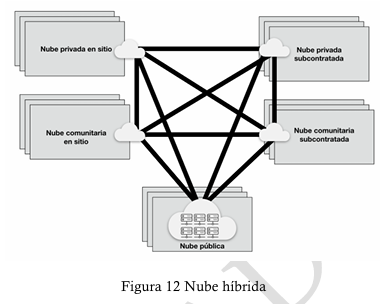 Nube privada en sitio
Nube privada
subcontratada
Nube comunitaria
en sitio
Nube comunitaria
subcontratada
Nube pública
Figura 12 Nube híbrida